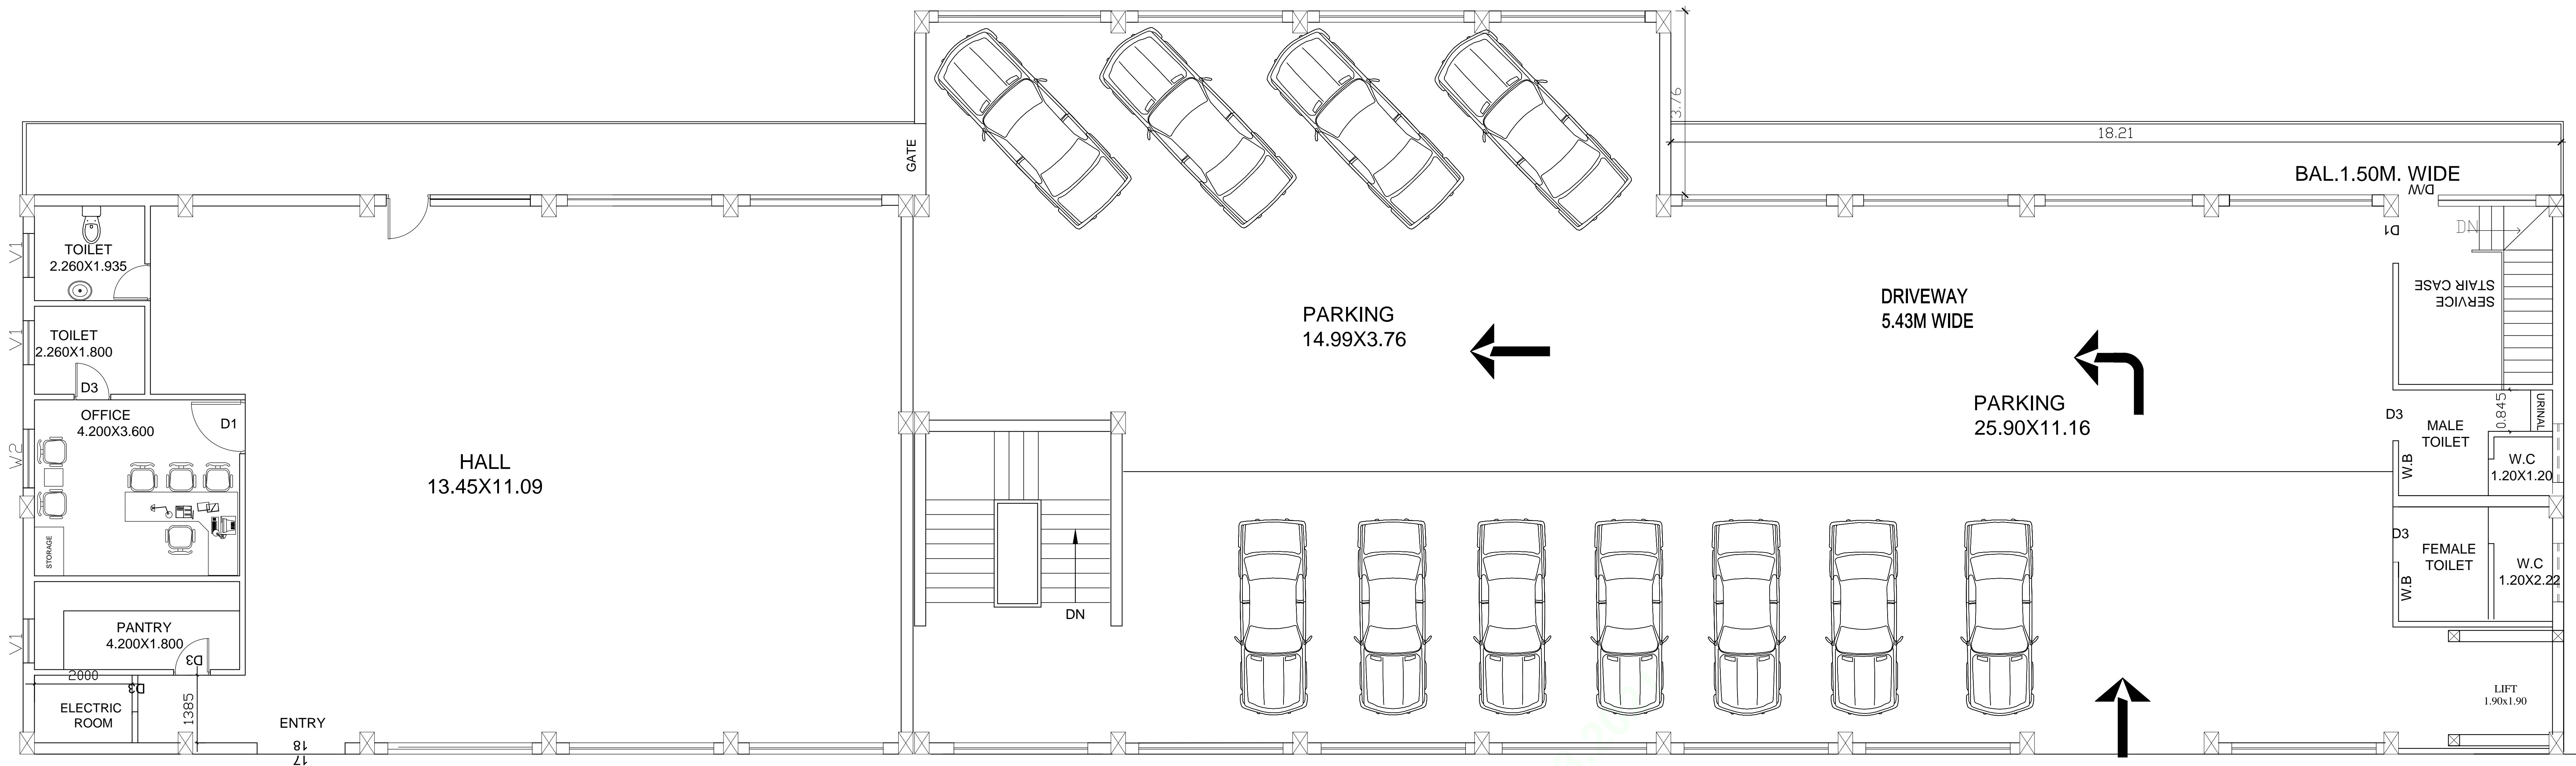 3.76
18.21
GATE
BAL.1.50M. WIDE
D/W
V1
TOILET
2.260X1.935
D1
DN
SERVICE
STAIR CASE
DRIVEWAY
5.43M WIDE
PARKING
14.99X3.76
V1
TOILET
2.260X1.800
D3
OFFICE
4.200X3.600
D1
W2
HALL
13.45X11.09
PARKING
25.90X11.16
D3
MALE
TOILET
0.845
URINAL
W.B
W.C
1.20X1.20
STORAGE
D3
FEMALE
TOILET
W.B
W.C
1.20X2.22
DN
V1
PANTRY
4.200X1.800
D3
2000
D3
1385
ELECTRIC
ROOM
ENTRY
18
17
LIFT
1.90x1.90